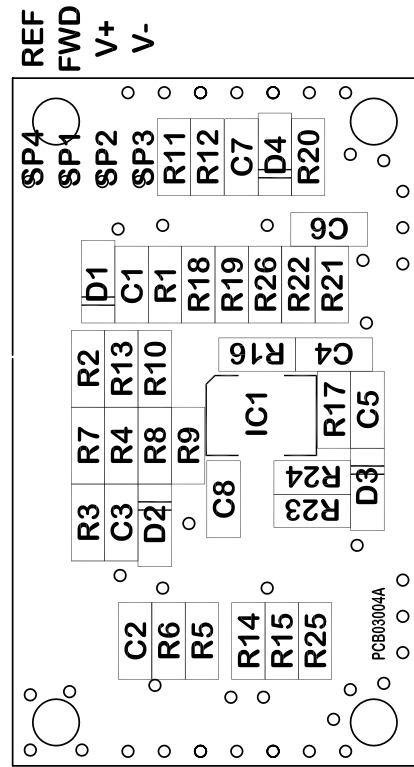 REF
FWD
V+
V-
SP4
SP1
SP2
SP3
R11
R12
C7
D4
R20
C6
D1
C1
R1
R18
R19
R26
R22
R21
R2
R13
R10
R16
C4
R7
R4
R8
R9
IC1
R17
C5
R3
C3
D2
C8
R24
R23
D3
C2
R6
R5
R14
R15
R25
PCB03004A